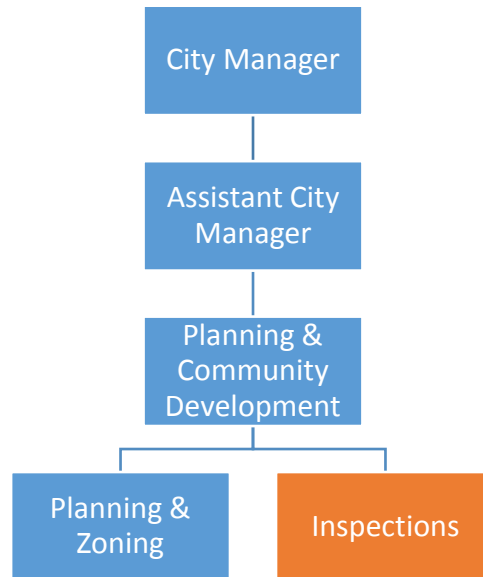 City Manager
Assistant City
Manager
Planning &
Community
Development
Planning &
Zoning
Inspections